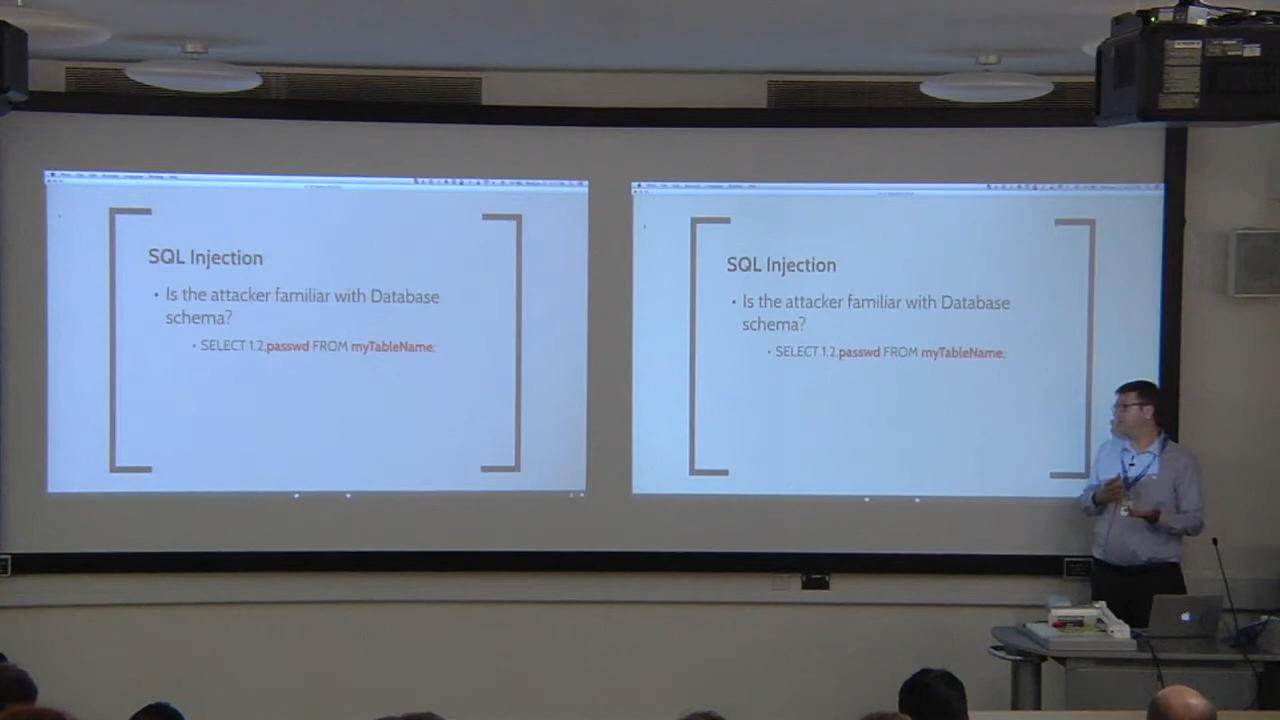 SQL Injection
• Is the attacker familiar with Database
schema?
• SELECT 1,2,passwd FROM myTableName;
SQL Injection
• Is the attacker familiar with Database
schema?
• SELECT 1,2,passwd FROM myTableName;